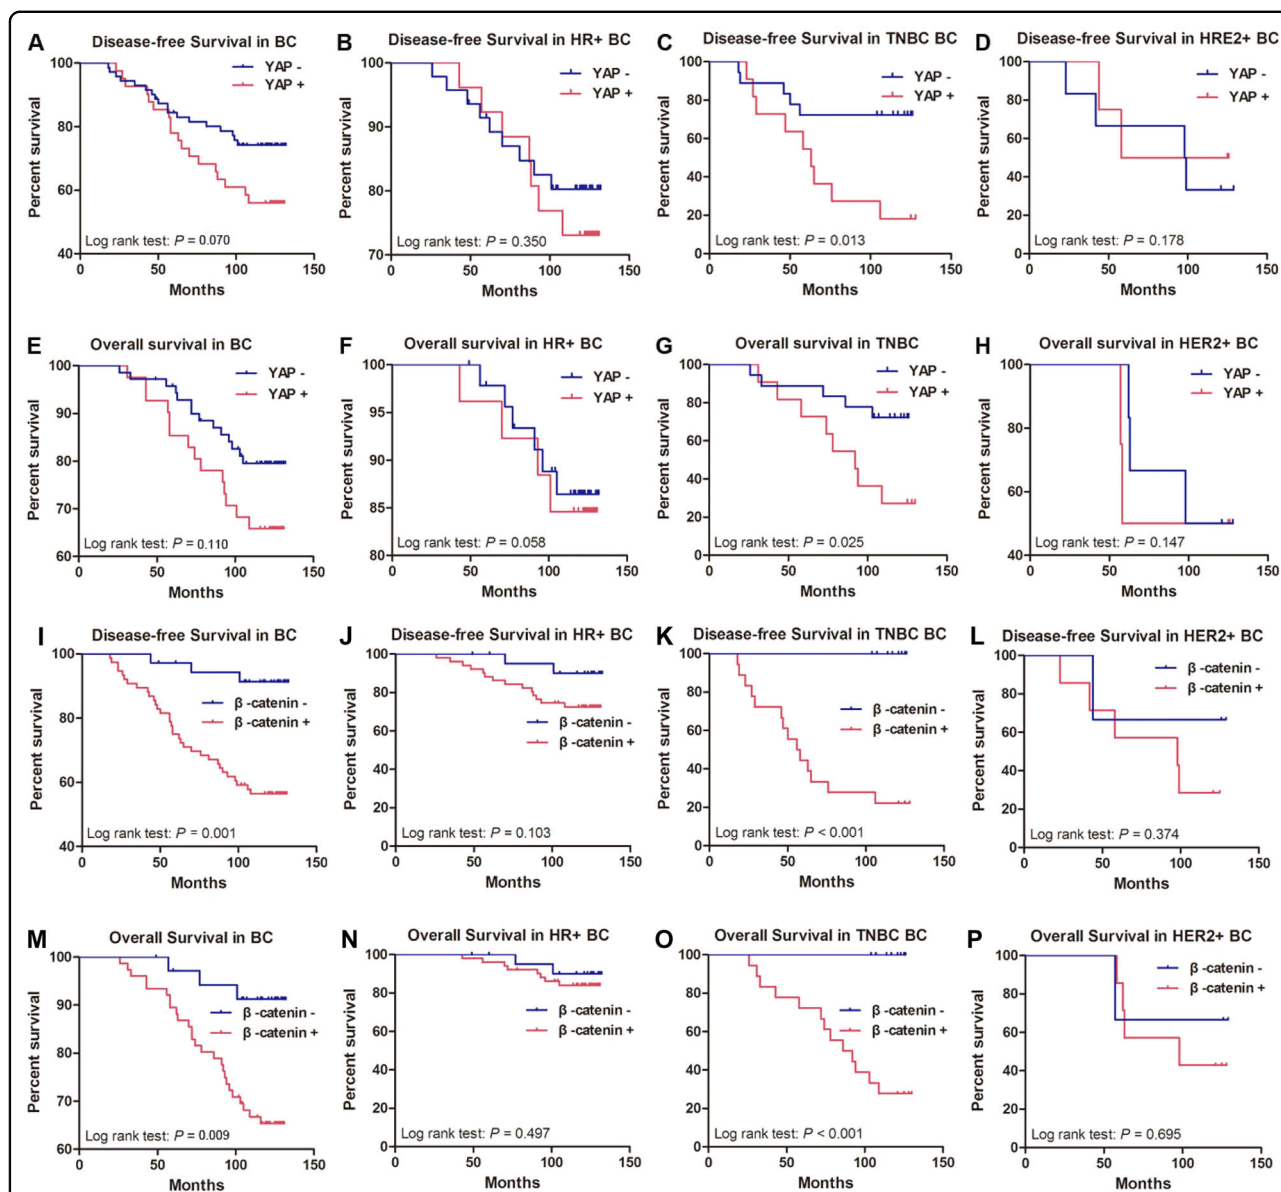 A
Disease-free Survival in BC
YAP -
YAP +
Percent survival
100
80
60
40
Log rank test: P = 0.070
0
50
100
150
Months
B
Disease-free Survival in HR+ BC
YAP -
YAP +
Percent survival
100
90
80
70
Log rank test: P = 0.350
0
50
100
150
Months
C
Disease-free Survival in TNBC BC
YAP -
YAP +
Percent survival
100
80
60
40
20
0
Log rank test: P = 0.013
0
50
100
150
Months
D
Disease-free Survival in HRE2+ BC
YAP -
YAP +
Percent survival
100
80
60
40
20
0
Log rank test: P = 0.178
0
50
100
150
Months
E
Overall survival in BC
YAP -
YAP +
Percent survival
100
90
80
70
60
Log rank test: P = 0.110
0
50
100
150
Months
F
Overall survival in HR+ BC
YAP -
YAP +
Percent survival
100
95
90
85
80
Log rank test: P = 0.058
0
50
100
150
Months
G
Overall survival in TNBC
YAP -
YAP +
Percent survival
100
80
60
40
20
0
Log rank test: P = 0.025
0
50
100
150
Months
H
Overall survival in HER2+ BC
YAP -
YAP +
Percent survival
100
80
60
40
Log rank test: P = 0.147
0
50
100
150
Months
I
Disease-free Survival in BC
β -catenin -
β -catenin +
Percent survival
100
80
60
40
Log rank test: P = 0.001
0
50
100
150
Months
J
Disease-free Survival in HR+ BC
β -catenin -
β -catenin +
Percent survival
100
80
60
40
20
0
Log rank test: P = 0.103
0
50
100
150
Months
K
Disease-free Survival in TNBC BC
β -catenin -
β -catenin +
Percent survival
100
80
60
40
20
0
Log rank test: P < 0.001
0
50
100
150
Months
L
Disease-free Survival in HER2+ BC
β -catenin -
β -catenin +
Percent survival
100
80
60
40
20
0
Log rank test: P = 0.374
0
50
100
150
Months
M
Overall Survival in BC
β -catenin -
β -catenin +
Percent survival
100
90
80
70
60
Log rank test: P = 0.009
0
50
100
150
Months
N
Overall Survival in HR+ BC
β -catenin -
β -catenin +
Percent survival
100
80
60
40
20
0
Log rank test: P = 0.497
0
50
100
150
Months
O
Overall Survival in TNBC BC
β -catenin -
β -catenin +
Percent survival
100
80
60
40
20
0
Log rank test: P < 0.001
0
50
100
150
Months
P
Overall Survival in HER2+ BC
β -catenin -
β -catenin +
Percent survival
100
80
60
40
20
0
Log rank test: P = 0.695
0
50
100
150
Months